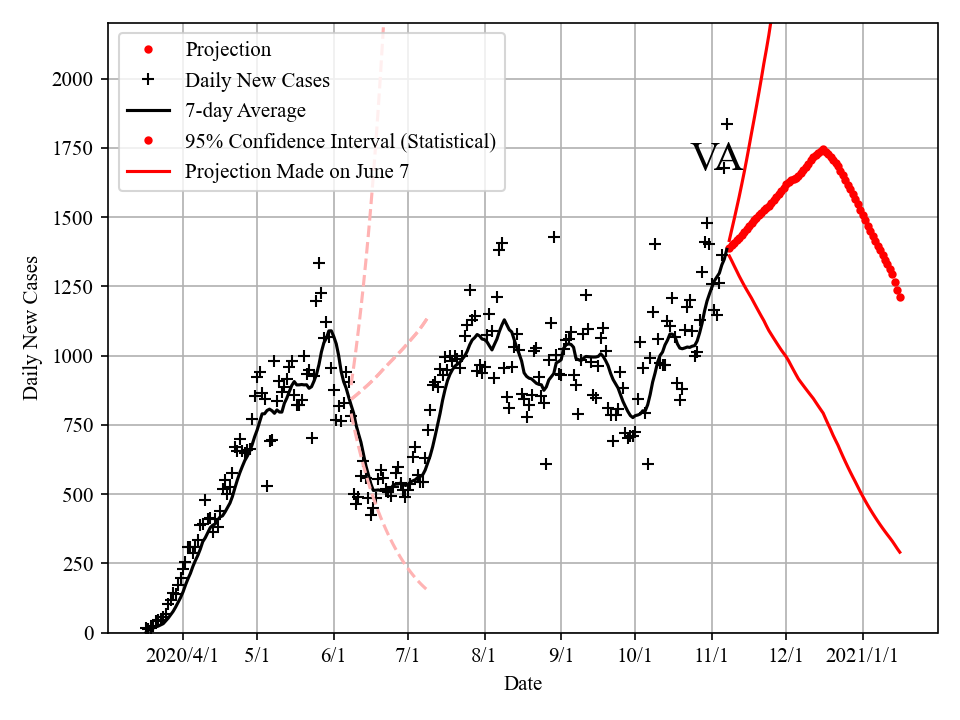 Projection
Daily New Cases
7-day Average
95% Confidence Interval (Statistical)
Projection Made on June 7
VA
Daily New Cases
2000
1750
1500
1250
1000
750
500
250
0
2020/4/1 5/1 6/1 7/1 8/1 9/1 10/1 11/1 12/1 2021/1/1
Date